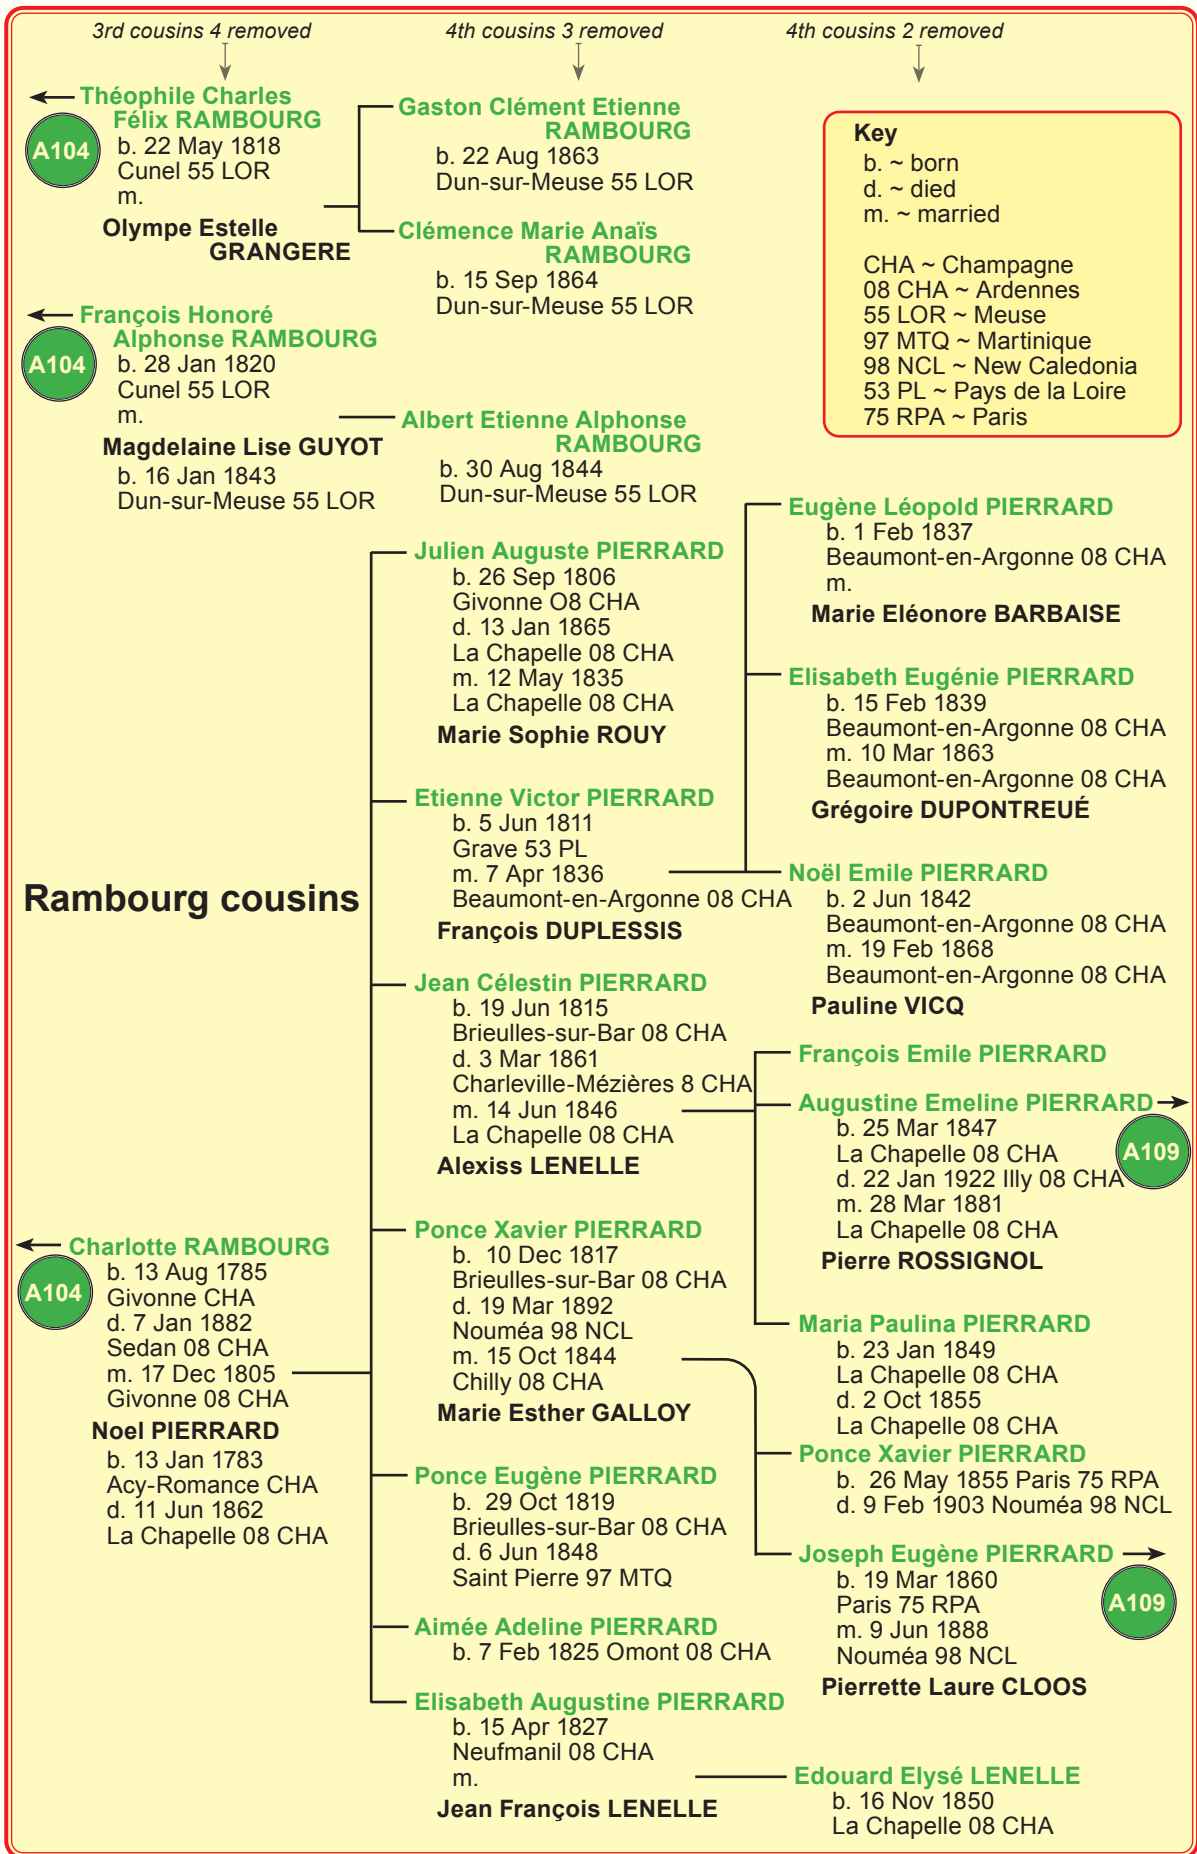 3rd cousins 4 removed
4th cousins 3 removed
4th cousins 2 removed
Théophile Charles
Félix RAMBOURG
A104
b. 22 May 1818
Cunel 55 LOR
m.
Olympe Estelle
GRANGERE
François Honoré
Alphonse RAMBOURG
A104
b. 28 Jan 1820
Cunel 55 LOR
m.
Magdelaine Lise GUYOT
b. 16 Jan 1843
Dun-sur-Meuse 55 LOR
Rambourg cousins
Charlotte RAMBOURG
A104
b. 13 Aug 1785
Givonne CHA
d. 7 Jan 1882
Sedan 08 CHA
m. 17 Dec 1805
Givonne 08 CHA
Noel PIERRARD
b. 13 Jan 1783
Acy-Romance CHA
d. 11 Jun 1862
La Chapelle 08 CHA
Gaston Clément Etienne
RAMBOURG
b. 22 Aug 1863
Dun-sur-Meuse 55 LOR
Clémence Marie Anaïs
RAMBOURG
b. 15 Sep 1864
Dun-sur-Meuse 55 LOR
Albert Etienne Alphonse
RAMBOURG
b. 30 Aug 1844
Dun-sur-Meuse 55 LOR
Julien Auguste PIERRARD
b. 26 Sep 1806
Givonne O8 CHA
d. 13 Jan 1865
La Chapelle 08 CHA
m. 12 May 1835
La Chapelle 08 CHA
Marie Sophie ROUY
Etienne Victor PIERRARD
b. 5 Jun 1811
Grave 53 PL
m. 7 Apr 1836
Beaumont-en-Argonne 08 CHA
François DUPLESSIS
Jean Célestin PIERRARD
b. 19 Jun 1815
Brieulles-sur-Bar 08 CHA
d. 3 Mar 1861
Charleville-Mézières 8 CHA
m. 14 Jun 1846
La Chapelle 08 CHA
Alexiss LENELLE
Ponce Xavier PIERRARD
b. 10 Dec 1817
Brieulles-sur-Bar 08 CHA
d. 19 Mar 1892
Nouméa 98 NCL
m. 15 Oct 1844
Chilly 08 CHA
Marie Esther GALLOY
Ponce Eugène PIERRARD
b. 29 Oct 1819
Brieulles-sur-Bar 08 CHA
d. 6 Jun 1848
Saint Pierre 97 MTQ
Aimée Adeline PIERRARD
b. 7 Feb 1825 Omont 08 CHA
Elisabeth Augustine PIERRARD
b. 15 Apr 1827
Neufmanil 08 CHA
m.
Jean François LENELLE
Key
b. ~ born
d. ~ died
m. ~ married
CHA ~ Champagne
08 CHA ~ Ardennes
55 LOR ~ Meuse
97 MTQ ~ Martinique
98 NCL ~ New Caledonia
53 PL ~ Pays de la Loire
75 RPA ~ Paris
Eugène Léopold PIERRARD
b. 1 Feb 1837
Beaumont-en-Argonne 08 CHA
m.
Marie Eléonore BARBAISE
Elisabeth Eugénie PIERRARD
b. 15 Feb 1839
Beaumont-en-Argonne 08 CHA
m. 10 Mar 1863
Beaumont-en-Argonne 08 CHA
Grégoire DUPONTREUÉ
Noël Emile PIERRARD
b. 2 Jun 1842
Beaumont-en-Argonne 08 CHA
m. 19 Feb 1868
Beaumont-en-Argonne 08 CHA
Pauline VICQ
François Emile PIERRARD
Augustine Emeline PIERRARD
b. 25 Mar 1847
La Chapelle 08 CHA
A109
d. 22 Jan 1922 Illy 08 CHA
m. 28 Mar 1881
La Chapelle 08 CHA
Pierre ROSSIGNOL
Maria Paulina PIERRARD
b. 23 Jan 1849
La Chapelle 08 CHA
d. 2 Oct 1855
La Chapelle 08 CHA
Ponce Xavier PIERRARD
b. 26 May 1855 Paris 75 RPA
d. 9 Feb 1903 Nouméa 98 NCL
Joseph Eugène PIERRARD
b. 19 Mar 1860
A109
Paris 75 RPA
m. 9 Jun 1888
Nouméa 98 NCL
Pierrette Laure CLOOS
Edouard Elysé LENELLE
b. 16 Nov 1850
La Chapelle 08 CHA